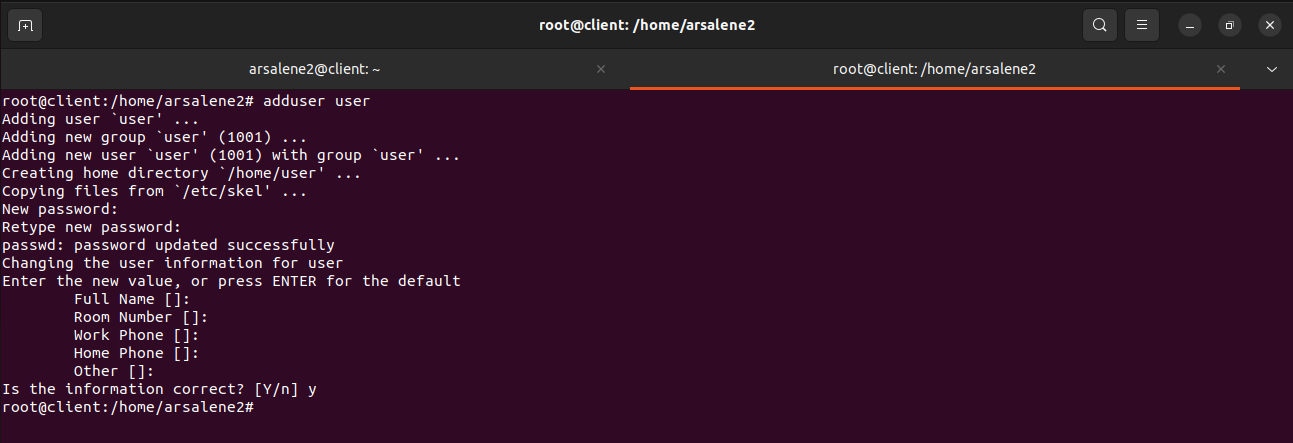 root@client: /home/arsalene2
arsalene2@client: ~
root@client: /home/arsalene2
root@client:/home/arsalene2# adduser user
Adding user `user' ...
Adding new group `user' (1001) ...
Adding new user `user' (1001) with group `user' ...
Creating home directory `/home/user' ...
Copying files from `/etc/skel' ...
New password:
Retype new password:
passwd: password updated successfully
Changing the user information for user
Enter the new value, or press ENTER for the default
        Full Name []:
        Room Number []:
        Work Phone []:
        Home Phone []:
        Other []:
Is the information correct? [Y/n] y
root@client:/home/arsalene2#